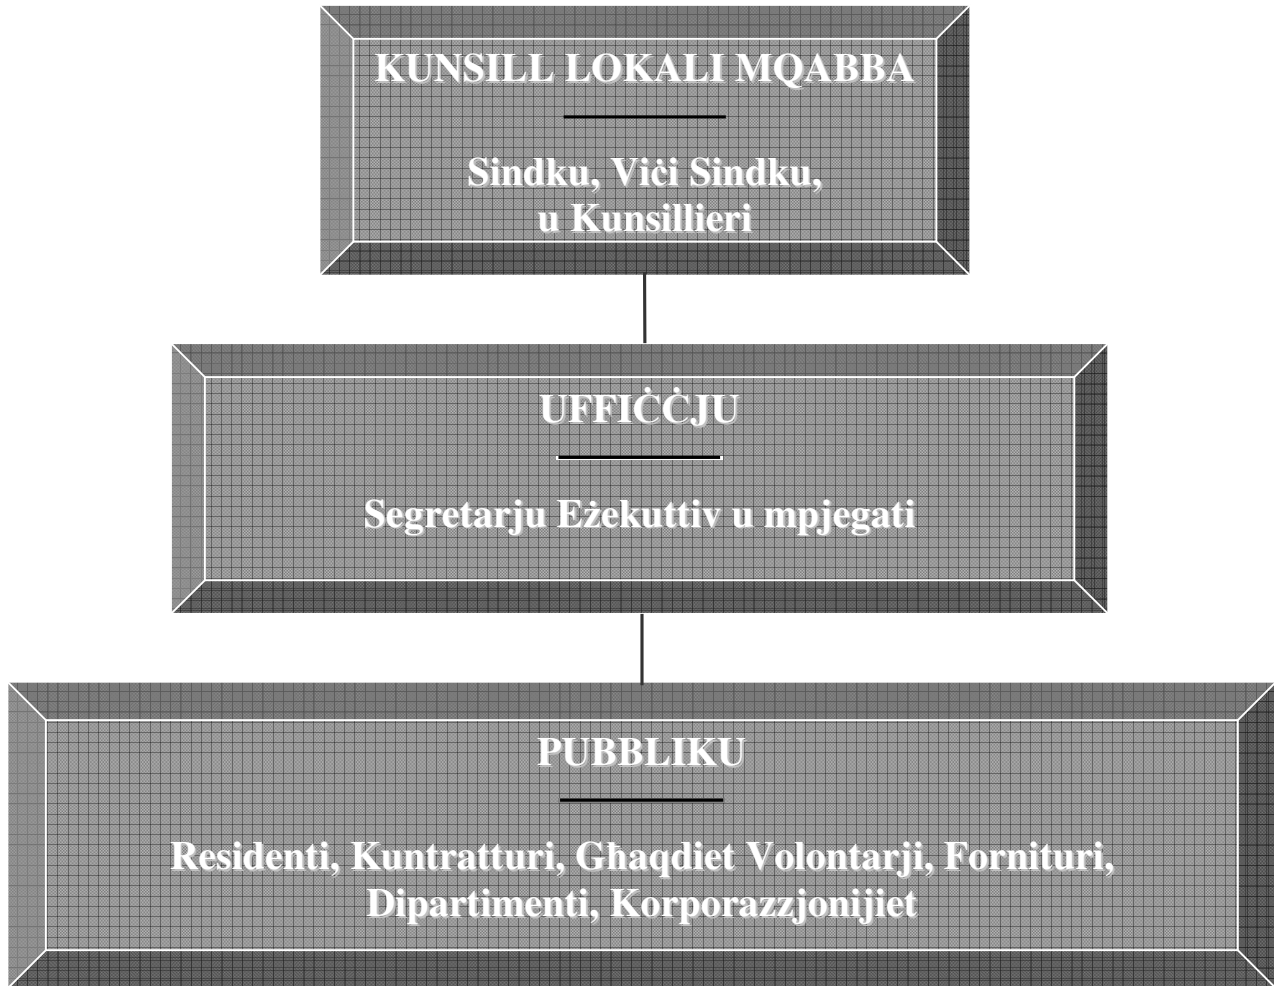 KUNSILL LOKALI MQABBA
Sindku, Viċi Sindku,
u Kunsillieri
UFFIĊĊJU
Segretarju Eżekuttiv u mpjegati
PUBBLIKU
Residenti, Kuntratturi, Għaqdiet Volontarji, Fornituri,
Dipartimenti, Korporazzjonijiet